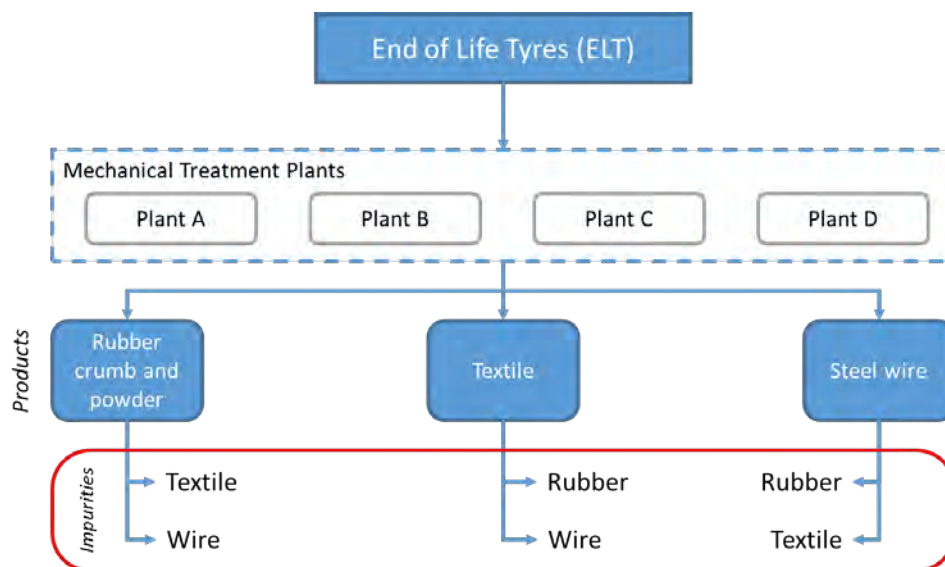 End of Life Tyres (ELT)
Mechanical Treatment Plants
Plant A
Plant B
Plant C
Plant D
Products
Rubber
crumb and
powder
Textile
Steel wire
Impurities
Textile
Rubber
Rubber
Wire
Wire
Textile